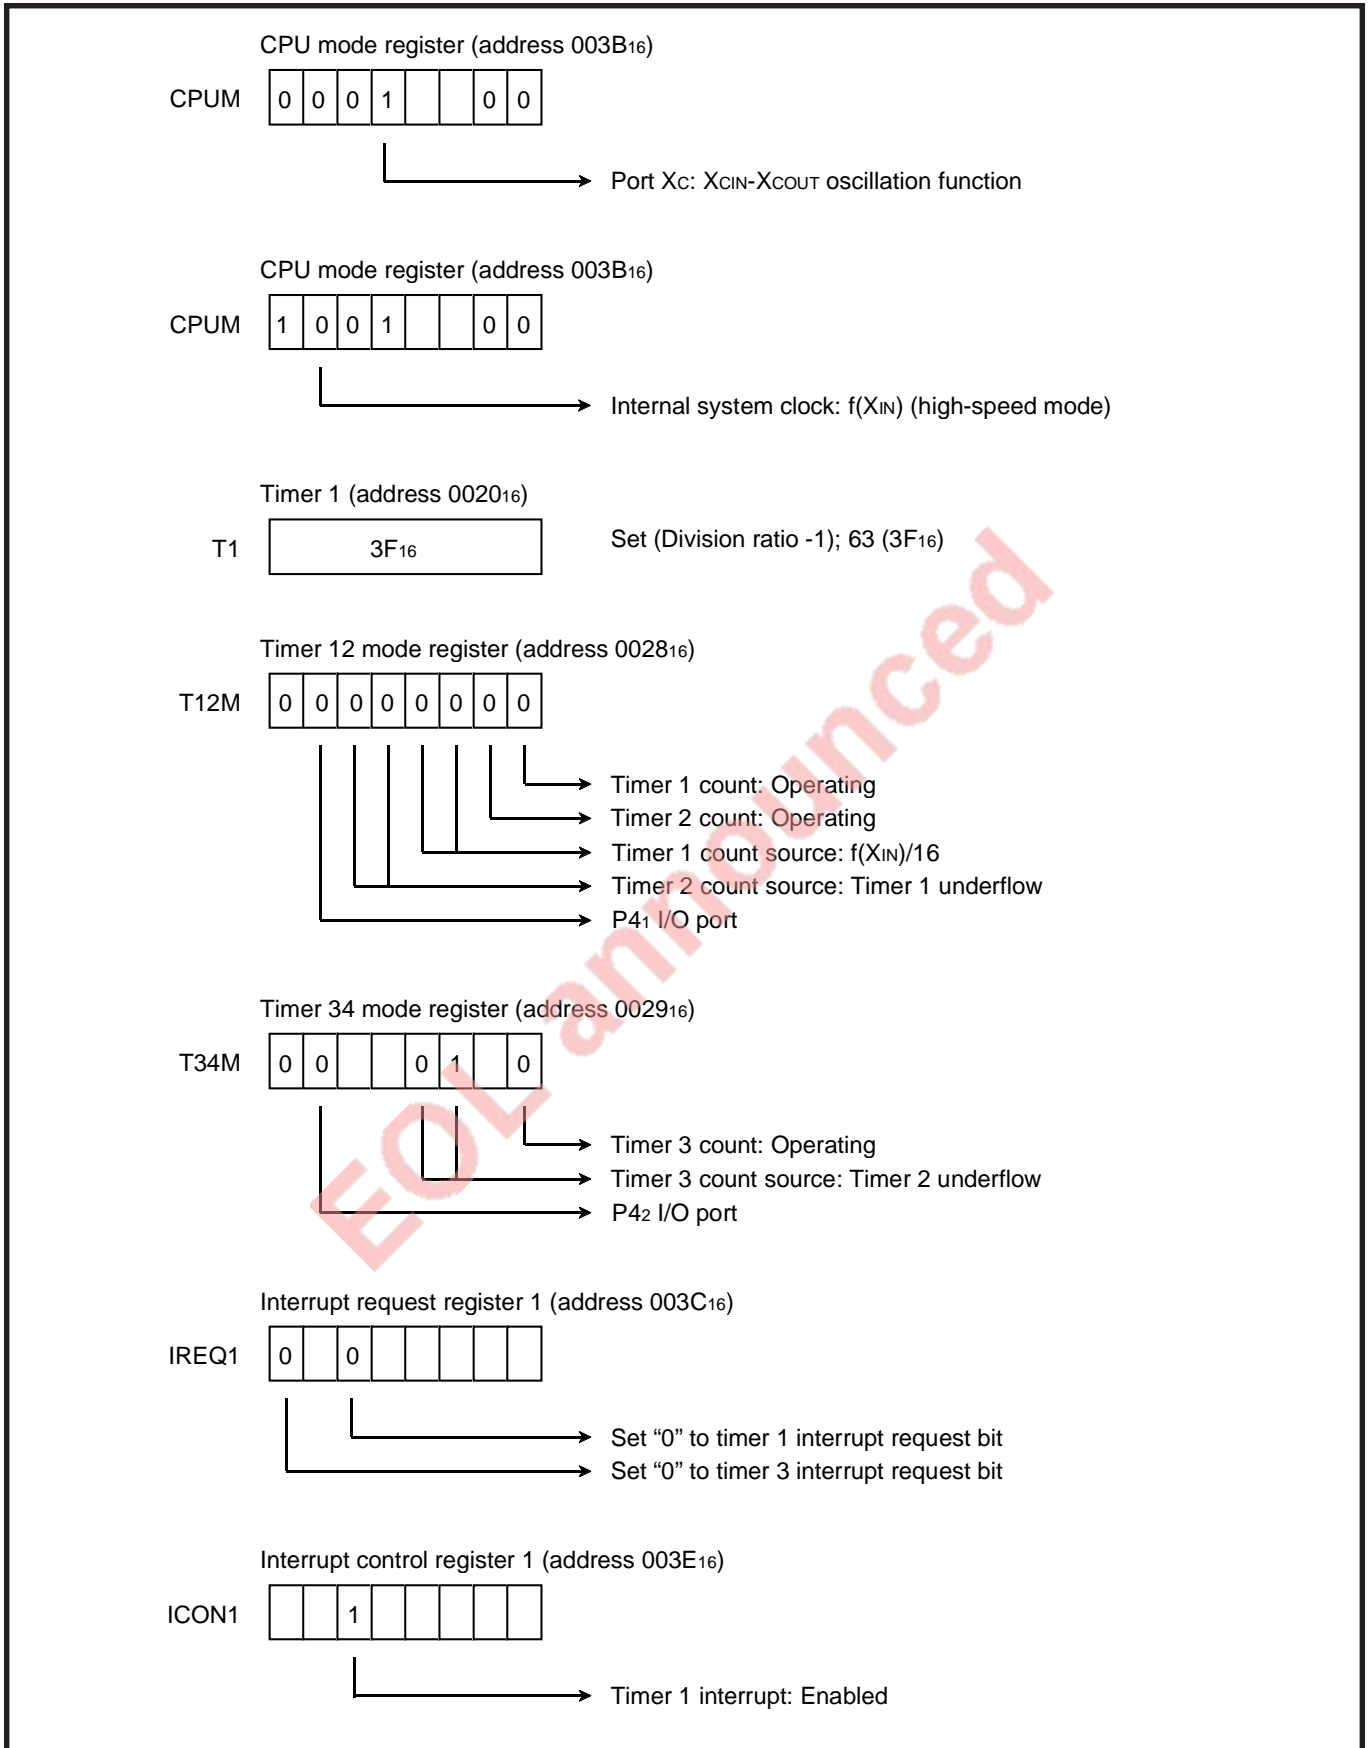 CPU mode register (address 003B16)
CPUM 0 0 0 1 0 0
Port XC: XCIN-XCOUT oscillation function
CPU mode register (address 003B16)
CPUM 1 0 0 1 0 0
Internal system clock: f(XIN) (high-speed mode)
Timer 1 (address 002016)
T1 3F16 Set (Division ratio -1); 63 (3F16)
Timer 12 mode register (address 002816)
T12M 0 0 0 0 0 0 0 0
Timer 1 count: Operating
Timer 2 count: Operating
Timer 1 count source: f(XIN)/16
Timer 2 count source: Timer 1 underflow
P41 I/O port
Timer 34 mode register (address 002916)
T34M 0 0 0 1 0
Timer 3 count: Operating
Timer 3 count source: Timer 2 underflow
P42 I/O port
Interrupt request register 1 (address 003C16)
IREQ1 0 0
Set “0” to timer 1 interrupt request bit
Set “0” to timer 3 interrupt request bit
Interrupt control register 1 (address 003E16)
ICON1 1
Timer 1 interrupt: Enabled
EOL announced